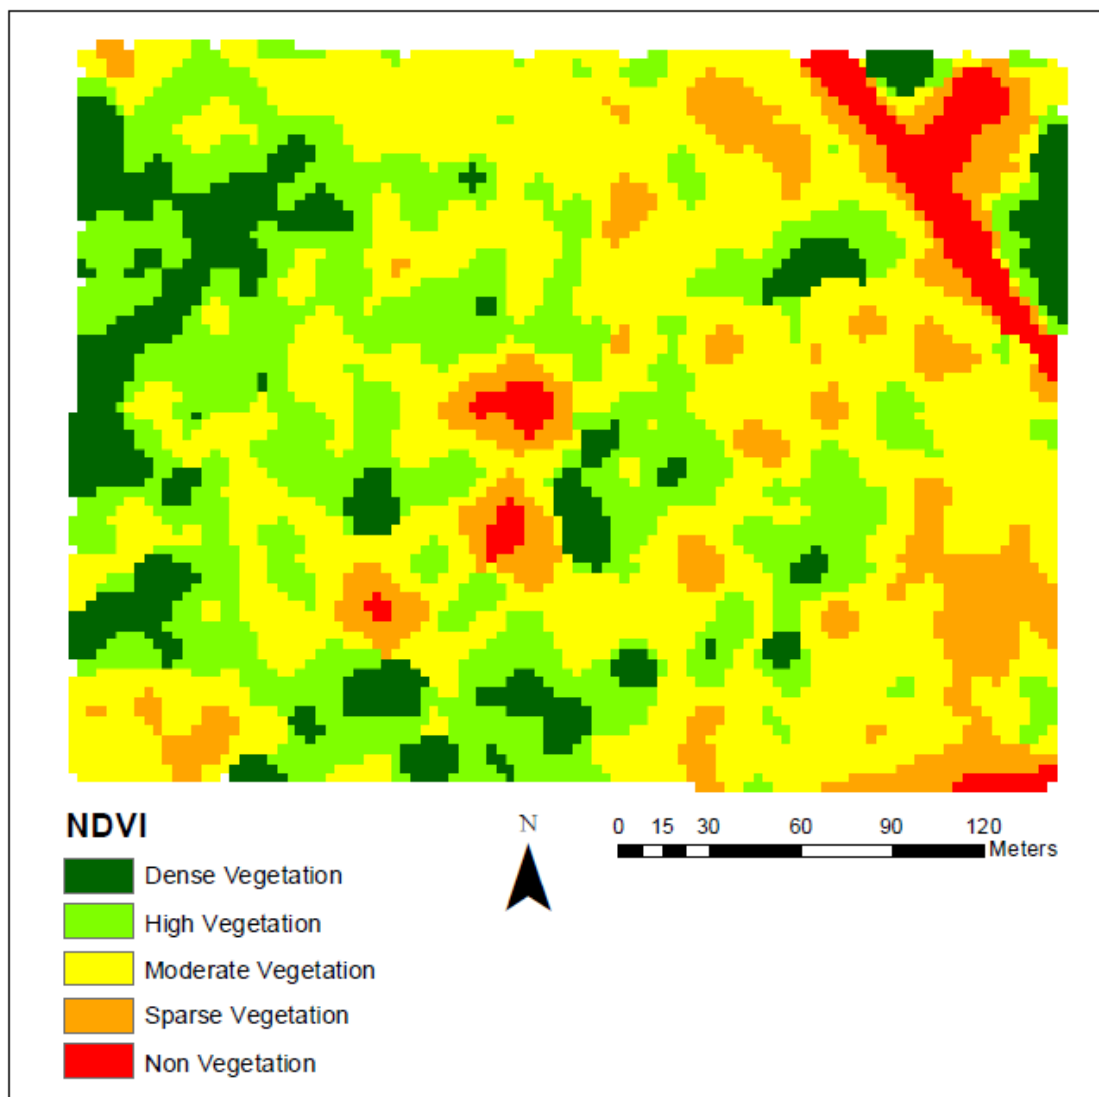 NDVI
Dense Vegetation
High Vegetation
Moderate Vegetation
Sparse Vegetation
Non Vegetation
N
0 15 30 60 90 120
Meters